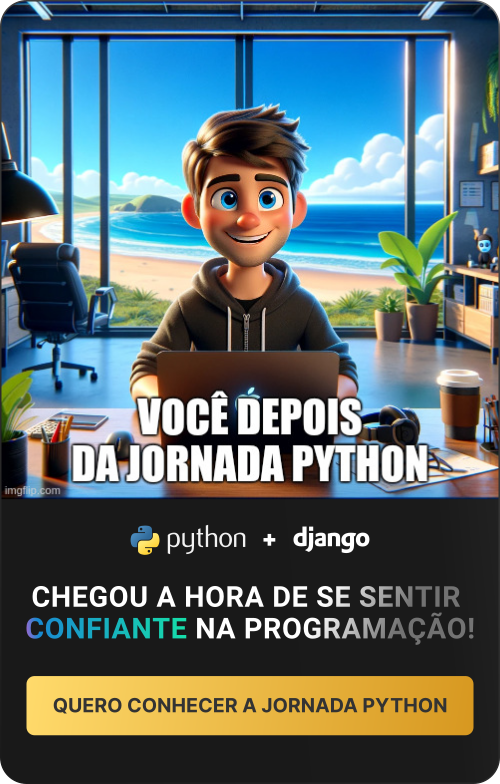 VOCÊ DEPOIS
DA JORNADA PYTHON
imgflip.com
python + django
CHEGOU A HORA DE SE SENTIR
CONFIANTE NA PROGRAMAÇÃO!
QUERO CONHECER A JORNADA PYTHON